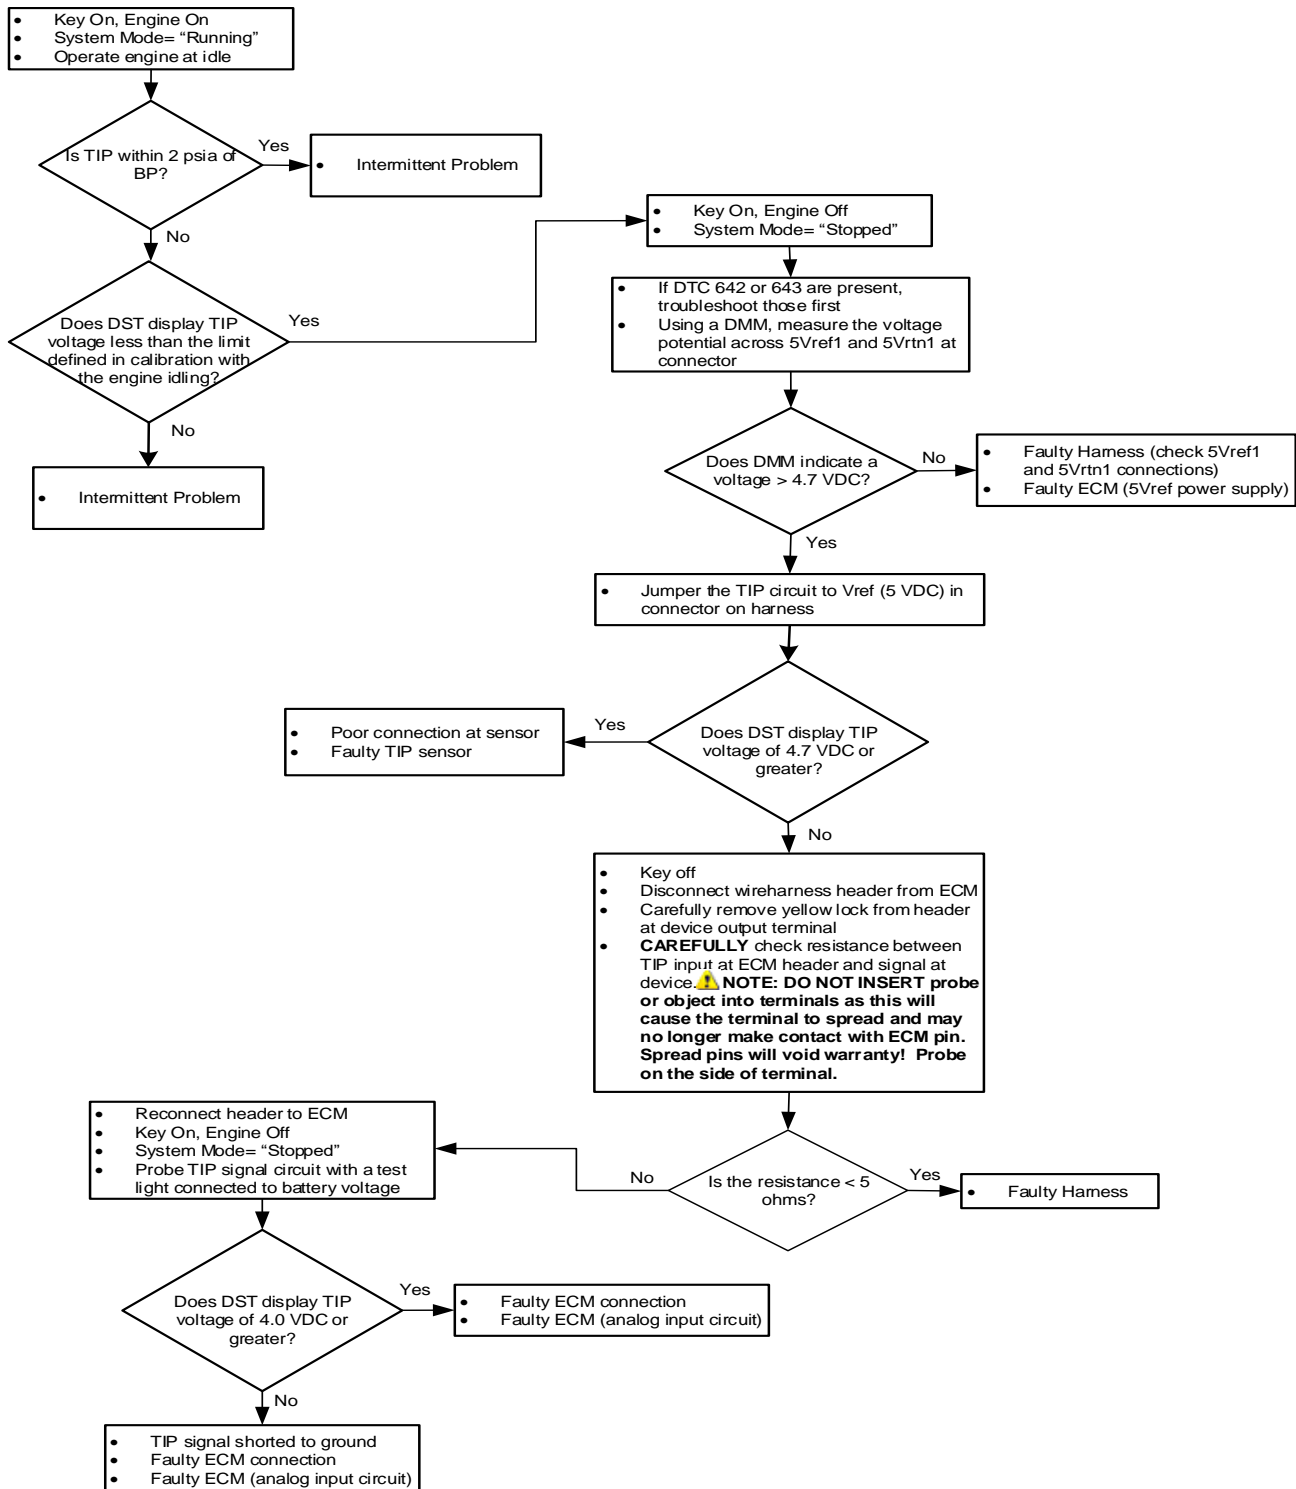 • Key On, Engine On
• System Mode= “Running”
• Operate engine at idle
Is TIP within 2 psia of
BP?
Yes
• Intermittent Problem
No
Does DST display TIP
voltage less than the limit
defined in calibration with
the engine idling?
Yes
No
• Intermittent Problem
• Key On, Engine Off
• System Mode= “Stopped”
• If DTC 642 or 643 are present,
troubleshoot those first
• Using a DMM, measure the voltage
potential across 5Vref1 and 5Vrtn1 at
connector
Does DMM indicate a
voltage > 4.7 VDC?
No
• Faulty Harness (check 5Vref1
and 5Vrtn1 connections)
• Faulty ECM (5Vref power supply)
Yes
• Jumper the TIP circuit to Vref (5 VDC) in
connector on harness
Does DST display TIP
voltage of 4.7 VDC or
greater?
Yes
• Poor connection at sensor
• Faulty TIP sensor
No
• Key off
• Disconnect wireharness header from ECM
• Carefully remove yellow lock from header
at device output terminal
• CAREFULLY check resistance between
TIP input at ECM header and signal at
device. NOTE: DO NOT INSERT probe
or object into terminals as this will
cause the terminal to spread and may
no longer make contact with ECM pin.
Spread pins will void warranty! Probe
on the side of terminal.
Is the resistance < 5
ohms?
Yes
• Faulty Harness
No
• Reconnect header to ECM
• Key On, Engine Off
• System Mode= “Stopped”
• Probe TIP signal circuit with a test
light connected to battery voltage
Does DST display TIP
voltage of 4.0 VDC or
greater?
Yes
• Faulty ECM connection
• Faulty ECM (analog input circuit)
No
• TIP signal shorted to ground
• Faulty ECM connection
• Faulty ECM (analog input circuit)